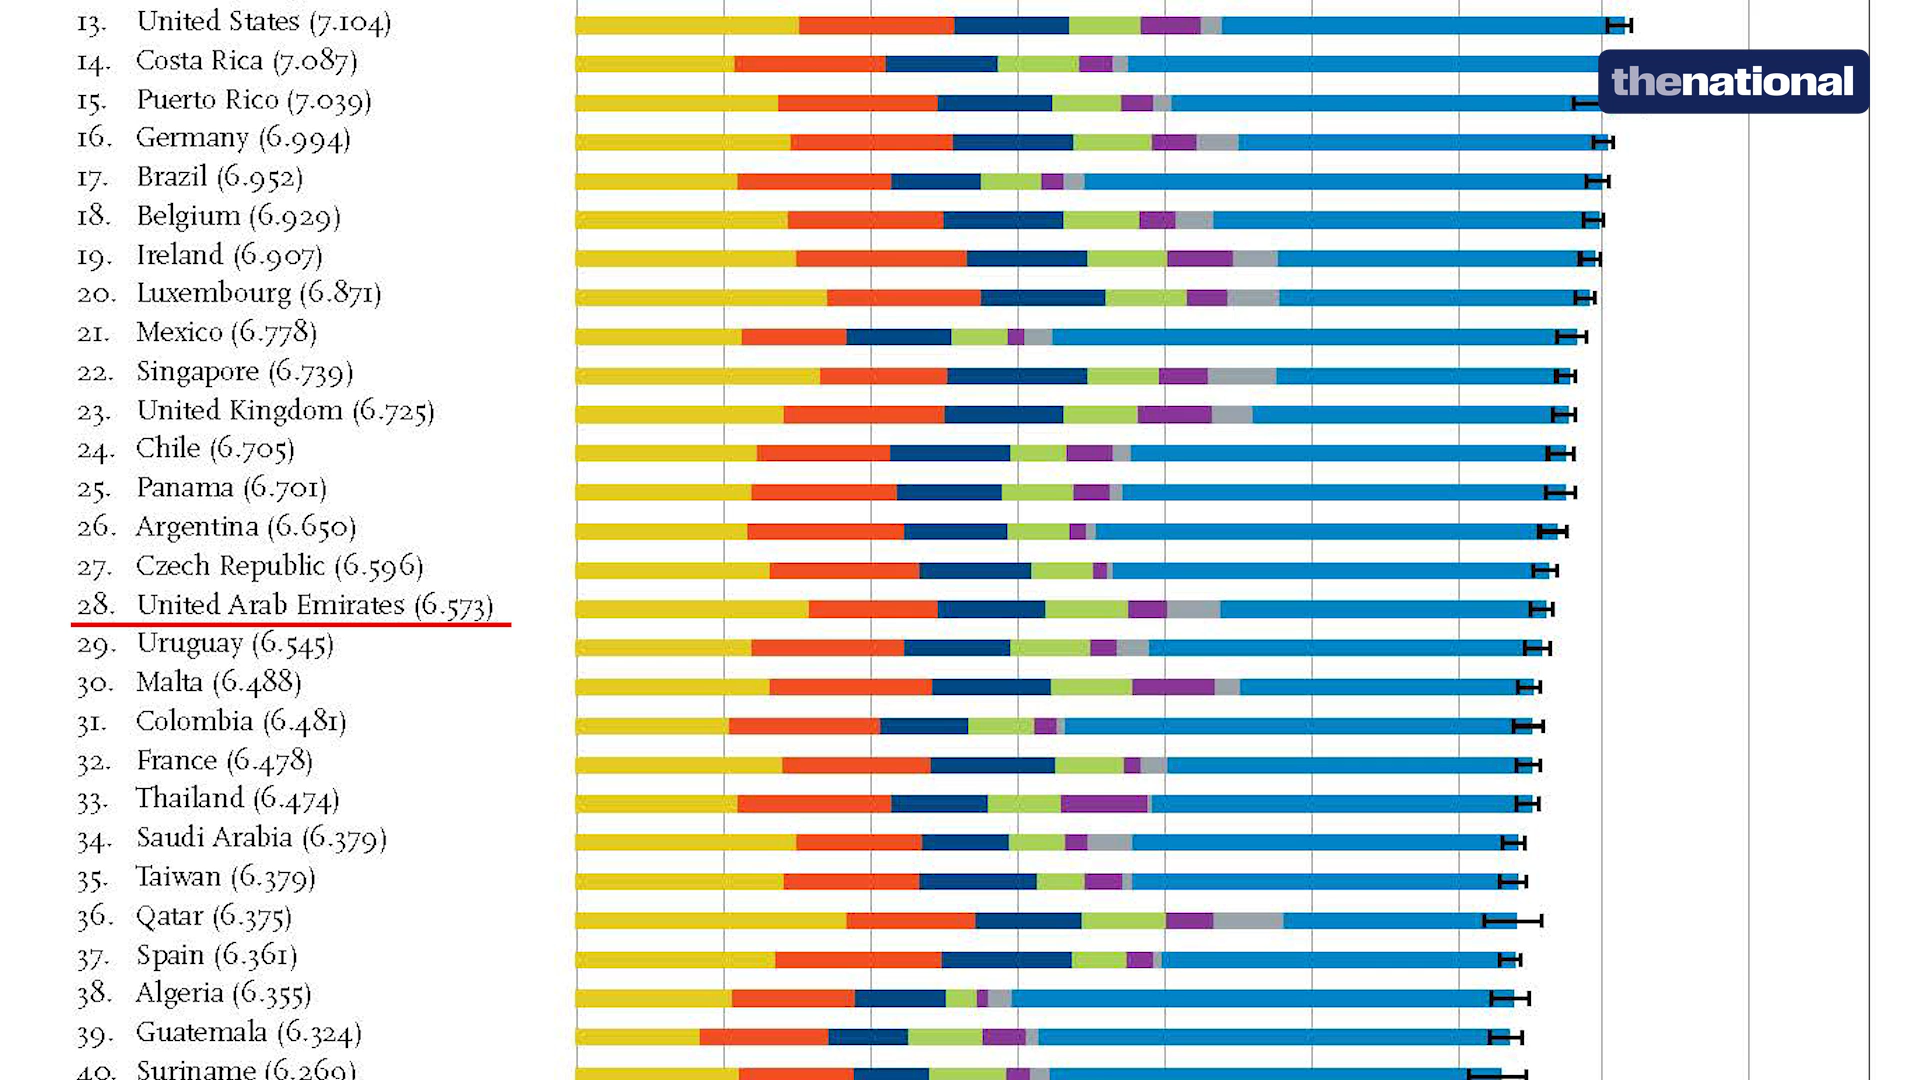 13. United States (7.104)
14. Costa Rica (7.087)
thenational
15. Puerto Rico (7.039)
16. Germany (6.994)
17. Brazil (6.952)
18. Belgium (6.929)
19. Ireland (6.907)
20. Luxembourg (6.871)
21. Mexico (6.778)
22. Singapore (6.739)
23. United Kingdom (6.725)
24. Chile (6.705)
25. Panama (6.701)
26. Argentina (6.650)
27. Czech Republic (6.596)
28. United Arab Emirates (6.573)
29. Uruguay (6.545)
30. Malta (6.488)
31. Colombia (6.481)
32. France (6.478)
33. Thailand (6.474)
34. Saudi Arabia (6.379)
35. Taiwan (6.379)
36. Qatar (6.375)
37. Spain (6.361)
38. Algeria (6.355)
39. Guatemala (6.324)
40. Suriname (6.269)